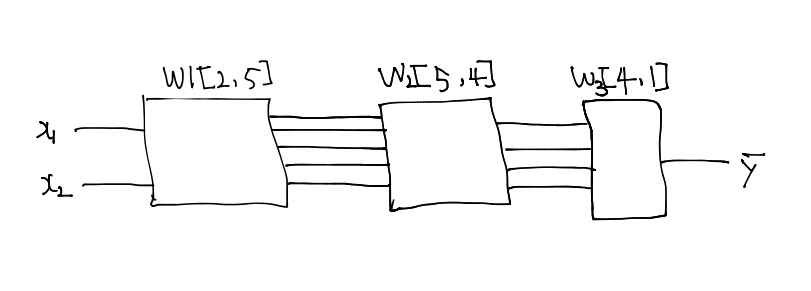 W1[2,5]
W2[5,4]
W3[4,1]
x1
x2
ȳ